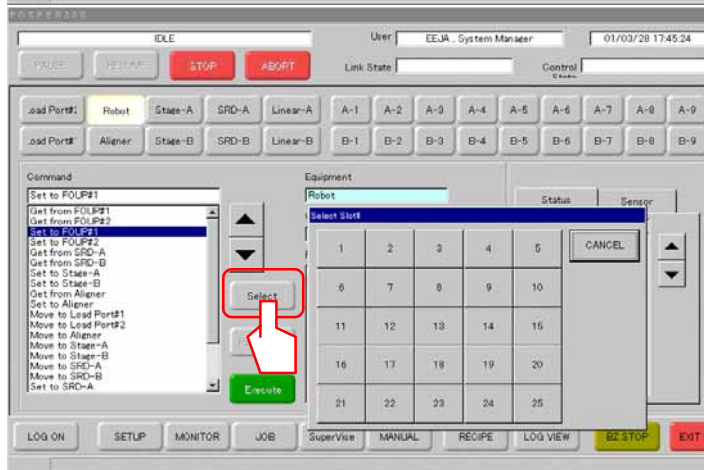 POSFER30S
IDLE
User
EEJA . System Manager
01/03/28 17:45:24
PAUSE
RESUME
STOP
ABORT
Link State
Control
.oad Port#:
Robot
Stage-A
SRD-A
Linear-A
A-1
A-2
A-3
A-4
A-5
A-6
A-7
A-8
A-9
.oad Port#
Aligner
Stage-B
SRD-B
Linear-B
B-1
B-2
B-3
B-4
B-5
B-6
B-7
B-8
B-9
Command
Set to FOUP#1
Get from FOUP#1
Get from FOUP#2
Set to FOUP#1
Set to FOUP#2
Get from SRD-A
Get from SRD-B
Set to Stage-A
Set to Stage-B
Get from Aligner
Set to Aligner
Move to Load Port#1
Move to Load Port#2
Move to Aligner
Move to Stage-A
Move to Stage-B
Move to SRD-A
Move to SRD-B
Set to SRD-A
Select
Execute
Equipment
Robot
Status
Sensor
Select Slot#
1
2
3
4
5
CANCEL
6
7
8
9
10
11
12
13
14
15
16
17
18
19
20
21
22
23
24
25
LOG ON
SETUP
MONITOR
JOB
SuperVise
MANUAL
RECIPE
LOG VIEW
BZ STOP
EXIT